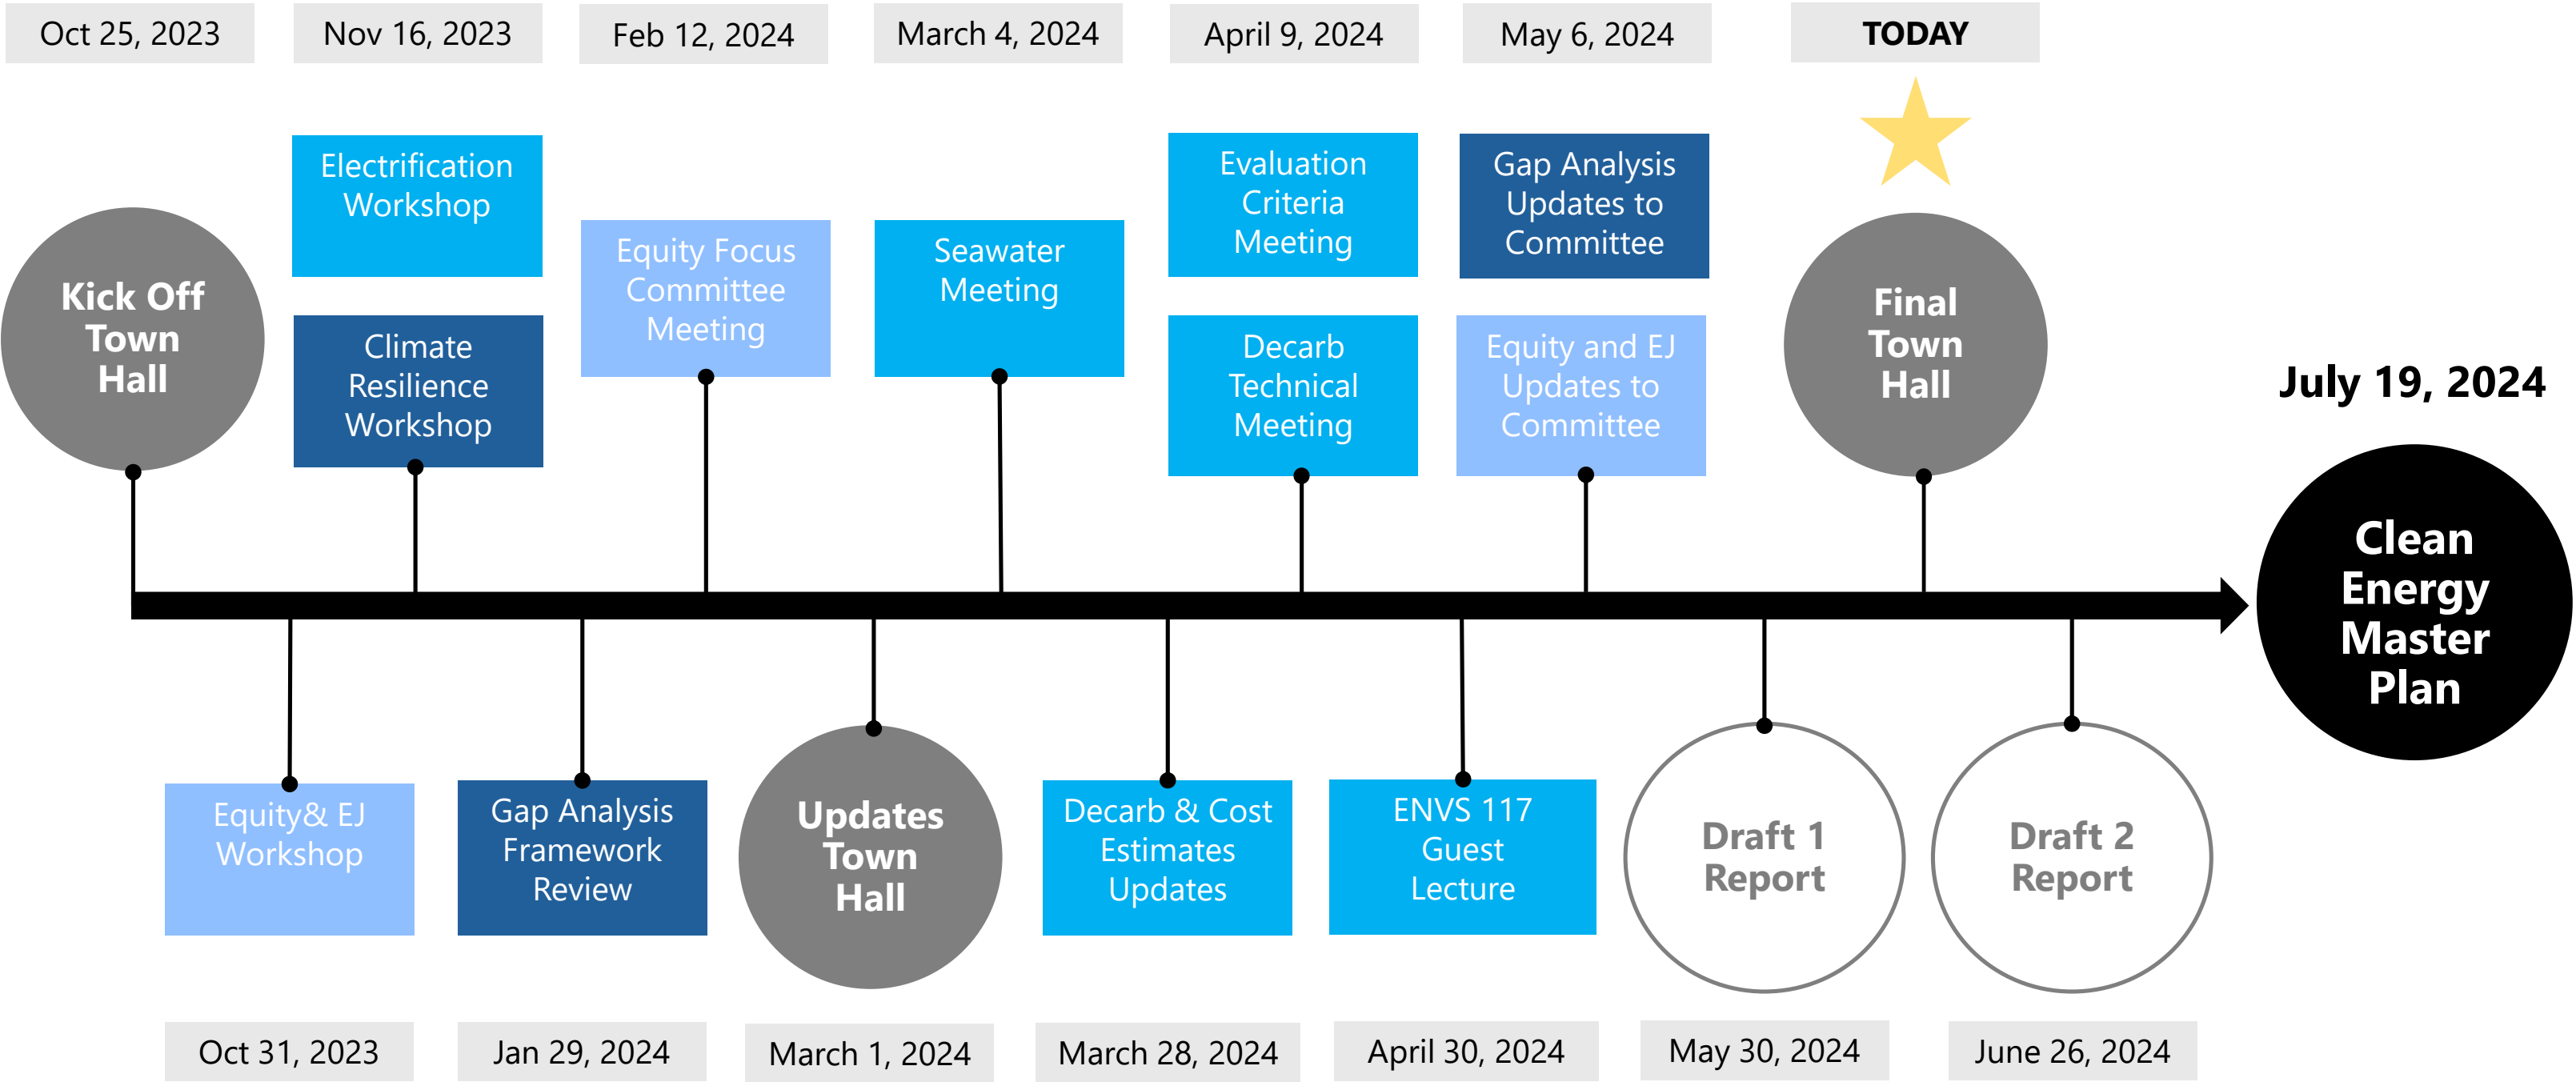 Oct 25, 2023
Nov 16, 2023
Feb 12, 2024
March 4, 2024
April 9, 2024
May 6, 2024
TODAY
Kick Off
Town
Hall
Electrification
Workshop
Climate
Resilience
Workshop
Equity Focus
Committee
Meeting
Seawater
Meeting
Evaluation
Criteria
Meeting
Decarb
Technical
Meeting
Gap Analysis
Updates to
Committee
Equity and EJ
Updates to
Committee
Final
Town
Hall
July 19, 2024
Clean
Energy
Master
Plan
Equity& EJ
Workshop
Gap Analysis
Framework
Review
Updates
Town
Hall
Decarb & Cost
Estimates
Updates
ENVS 117
Guest
Lecture
Draft 1
Report
Draft 2
Report
Oct 31, 2023
Jan 29, 2024
March 1, 2024
March 28, 2024
April 30, 2024
May 30, 2024
June 26, 2024